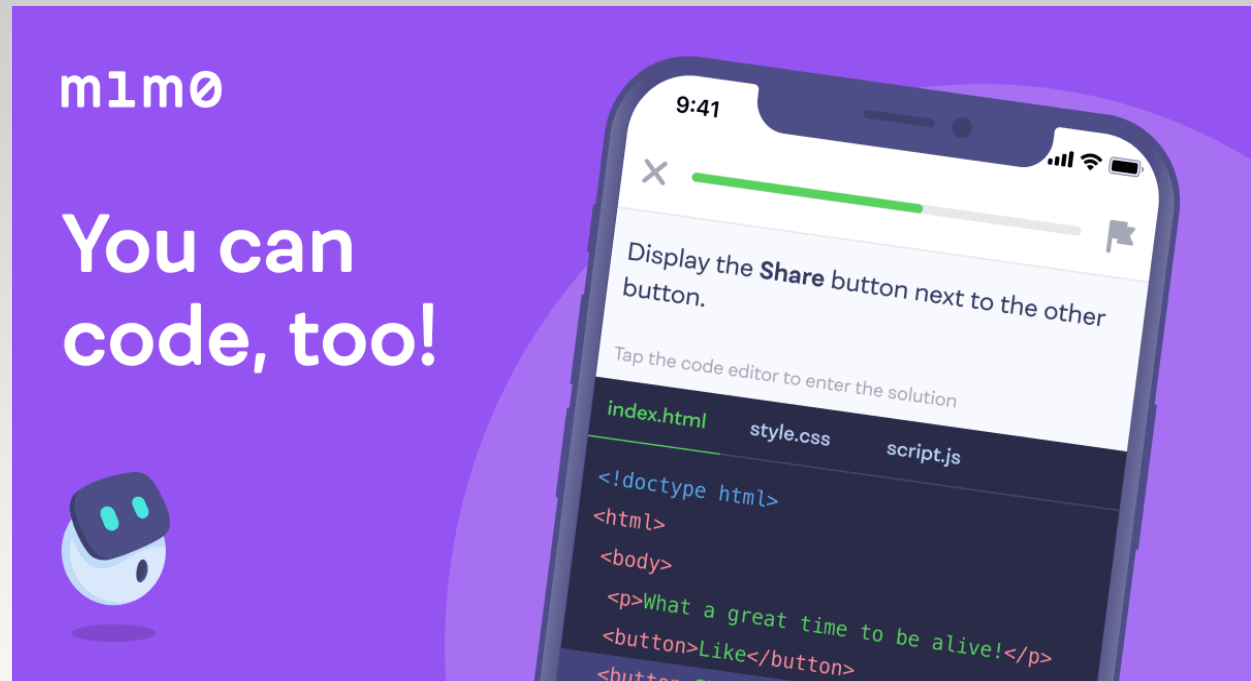 m1m0
You can
code, too!
9:41
Display the Share button next to the other
button.
Tap the code editor to enter the solution
index.html style.css script.js
<!doctype html>
<html>
<body>
<p>What a great time to be alive!</p>
<button>Like</button>